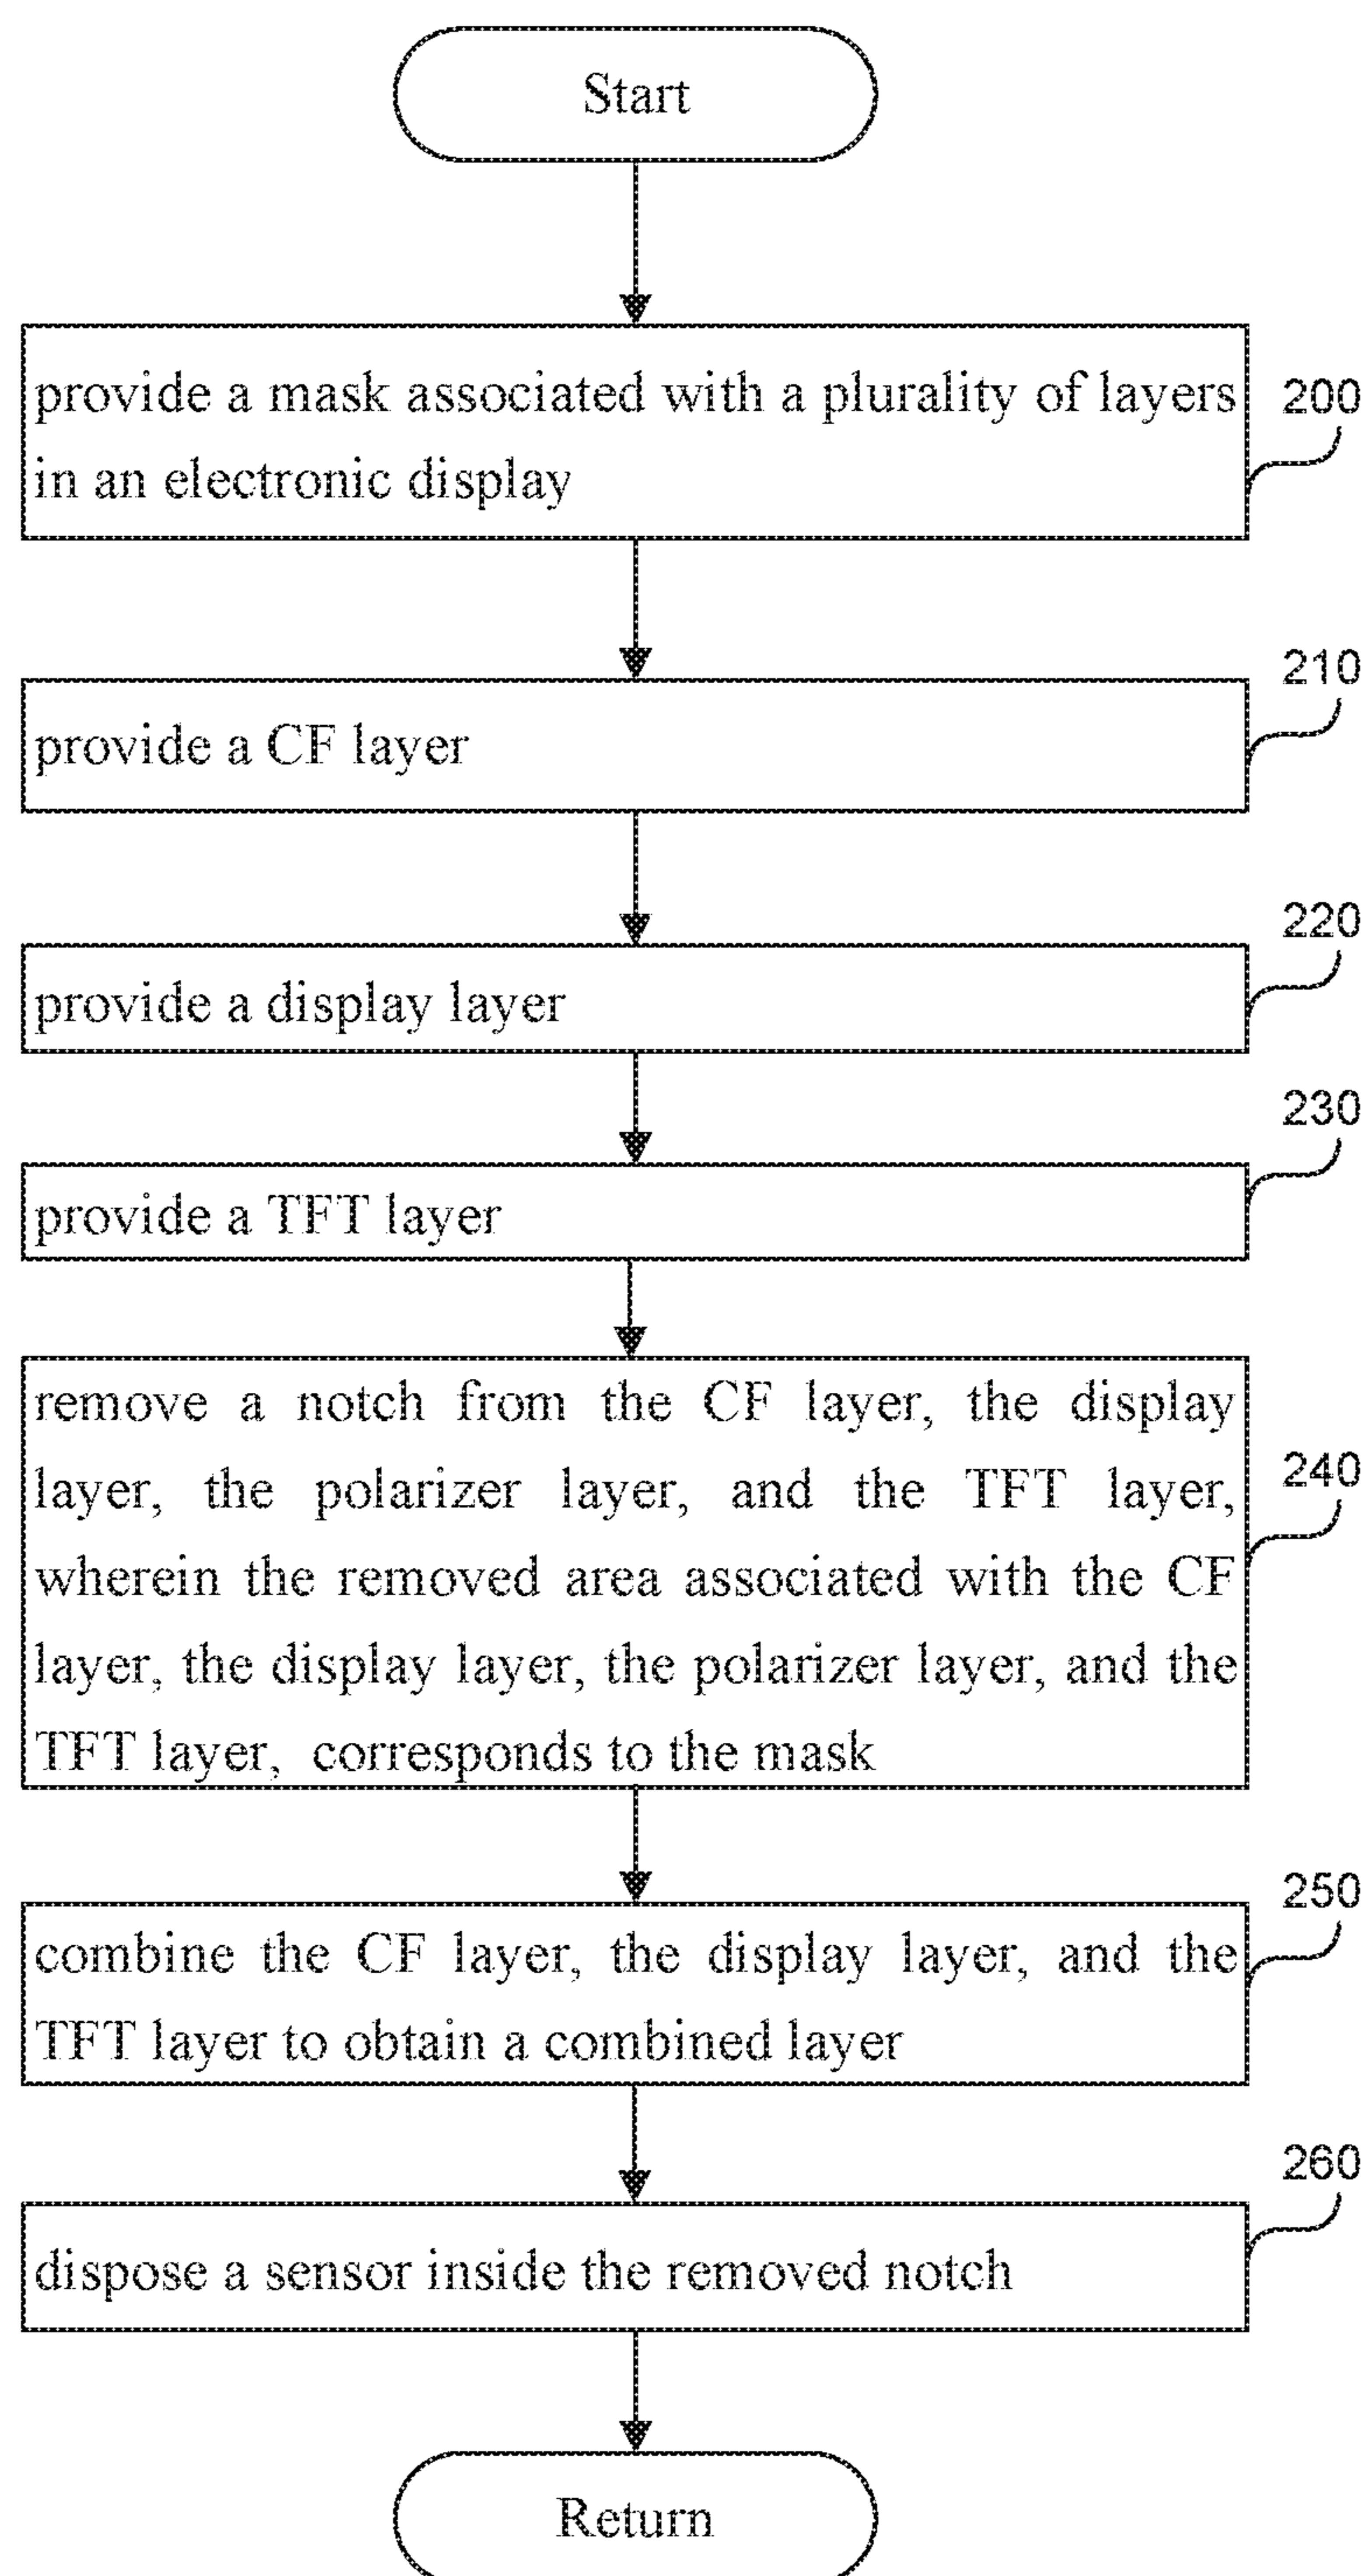 Start
provide a mask associated with a plurality of layers
200
in an electronic display
210
provide a CF layer
220
provide a display layer
230
provide a TFT layer
remove a notch from the CF layer, the display
layer, the polarizer layer, and the TFT layer,
240
wherein the removed area associated with the CF
layer, the display layer, the polarizer layer, and the
TFT layer, corresponds to the mask
250
combine the CF layer, the display layer, and the
TFT layer to obtain a combined layer
260
dispose a sensor inside the removed notch
Return